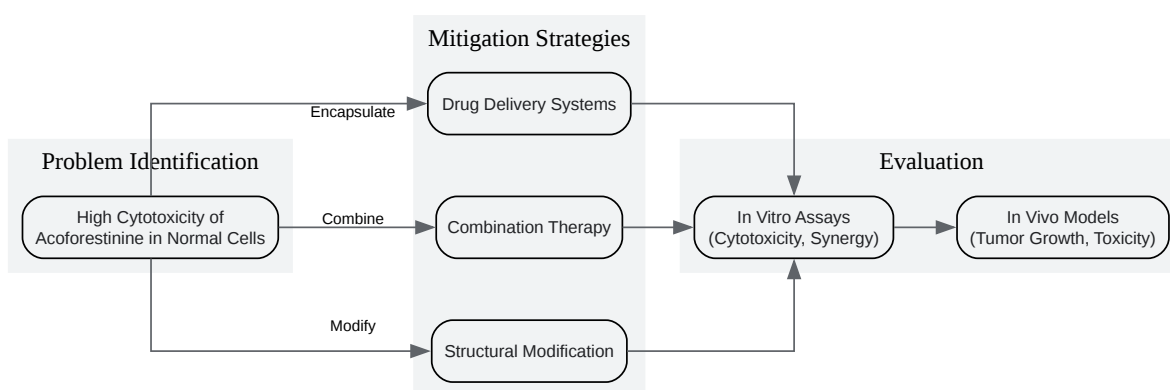 Mitigation Strategies
Encapsulate
Drug Delivery Systems
Problem Identification
Evaluation
High Cytotoxicity of
Acoforestinine in Normal Cells
Combine
Combination Therapy
In Vitro Assays
(Cytotoxicity, Synergy)
In Vivo Models
(Tumor Growth, Toxicity)
Modify
Structural Modification